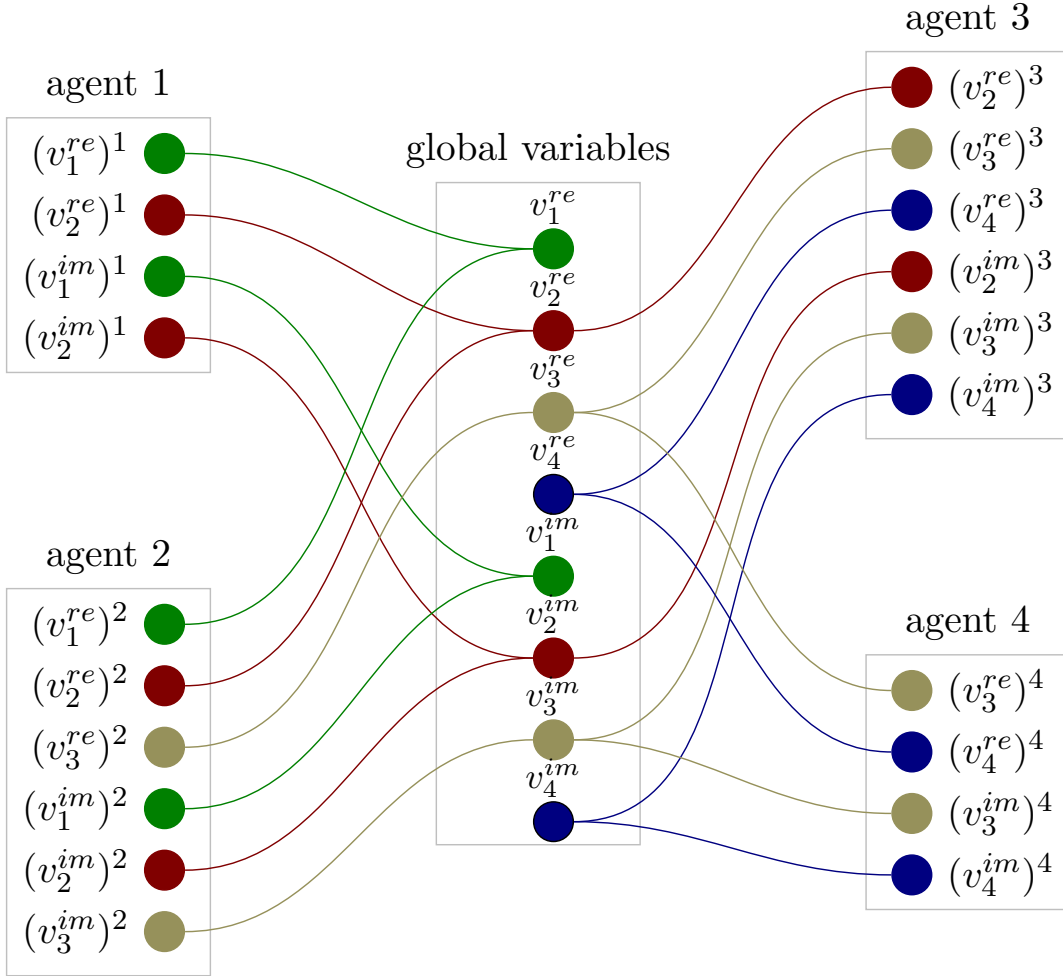 agent 1
(v_1^{re})^1
(v_2^{re})^1
(v_1^{im})^1
(v_2^{im})^1
agent 2
(v_1^{re})^2
(v_2^{re})^2
(v_3^{re})^2
(v_1^{im})^2
(v_2^{im})^2
(v_3^{im})^2
global variables
v_1^{re}
v_2^{re}
v_3^{re}
v_4^{re}
v_1^{im}
v_2^{im}
v_3^{im}
v_4^{im}
agent 3
(v_2^{re})^3
(v_3^{re})^3
(v_4^{re})^3
(v_2^{im})^3
(v_3^{im})^3
(v_4^{im})^3
agent 4
(v_3^{re})^4
(v_4^{re})^4
(v_3^{im})^4
(v_4^{im})^4